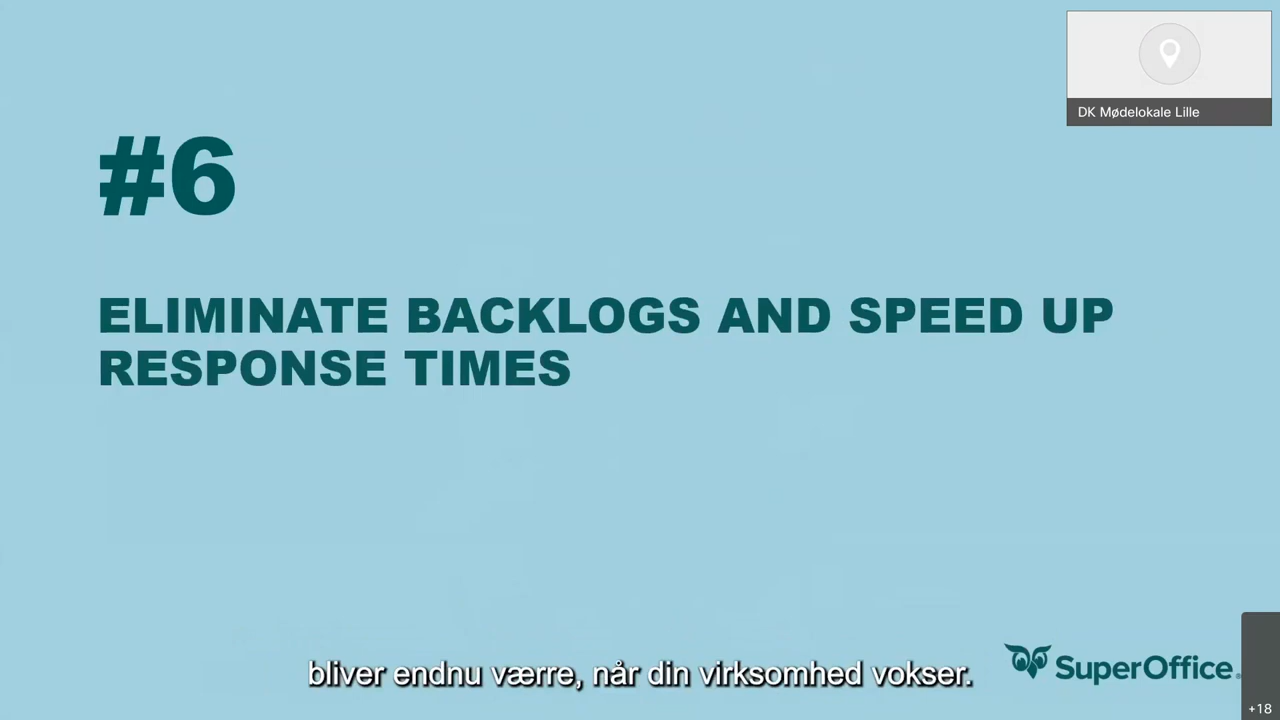 DK Mødelokale Lille
#6
ELIMINATE BACKLOGS AND SPEED UP
RESPONSE TIMES
bliver endnu værre, når din virksomhed vokser.
SuperOffice.
+18